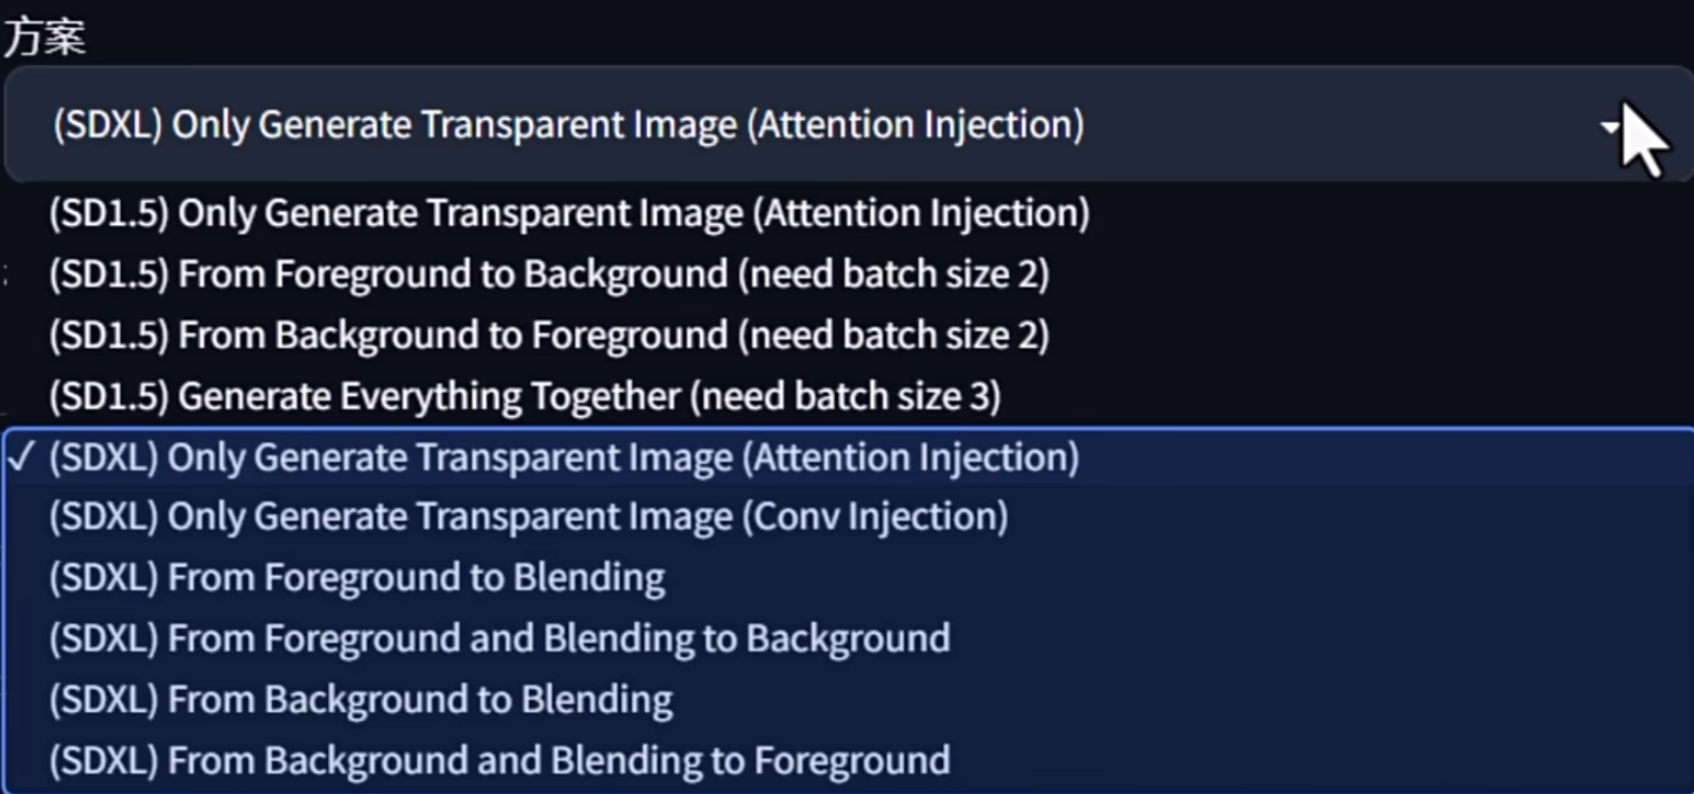 方案
(SDXL) Only Generate Transparent Image (Attention Injection)
(SD1.5) Only Generate Transparent Image (Attention Injection)
(SD1.5) From Foreground to Background (need batch size 2)
(SD1.5) From Background to Foreground (need batch size 2)
(SD1.5) Generate Everything Together (need batch size 3)
✓ (SDXL) Only Generate Transparent Image (Attention Injection)
(SDXL) Only Generate Transparent Image (Conv Injection)
(SDXL) From Foreground to Blending
(SDXL) From Foreground and Blending to Background
(SDXL) From Background to Blending
(SDXL) From Background and Blending to Foreground